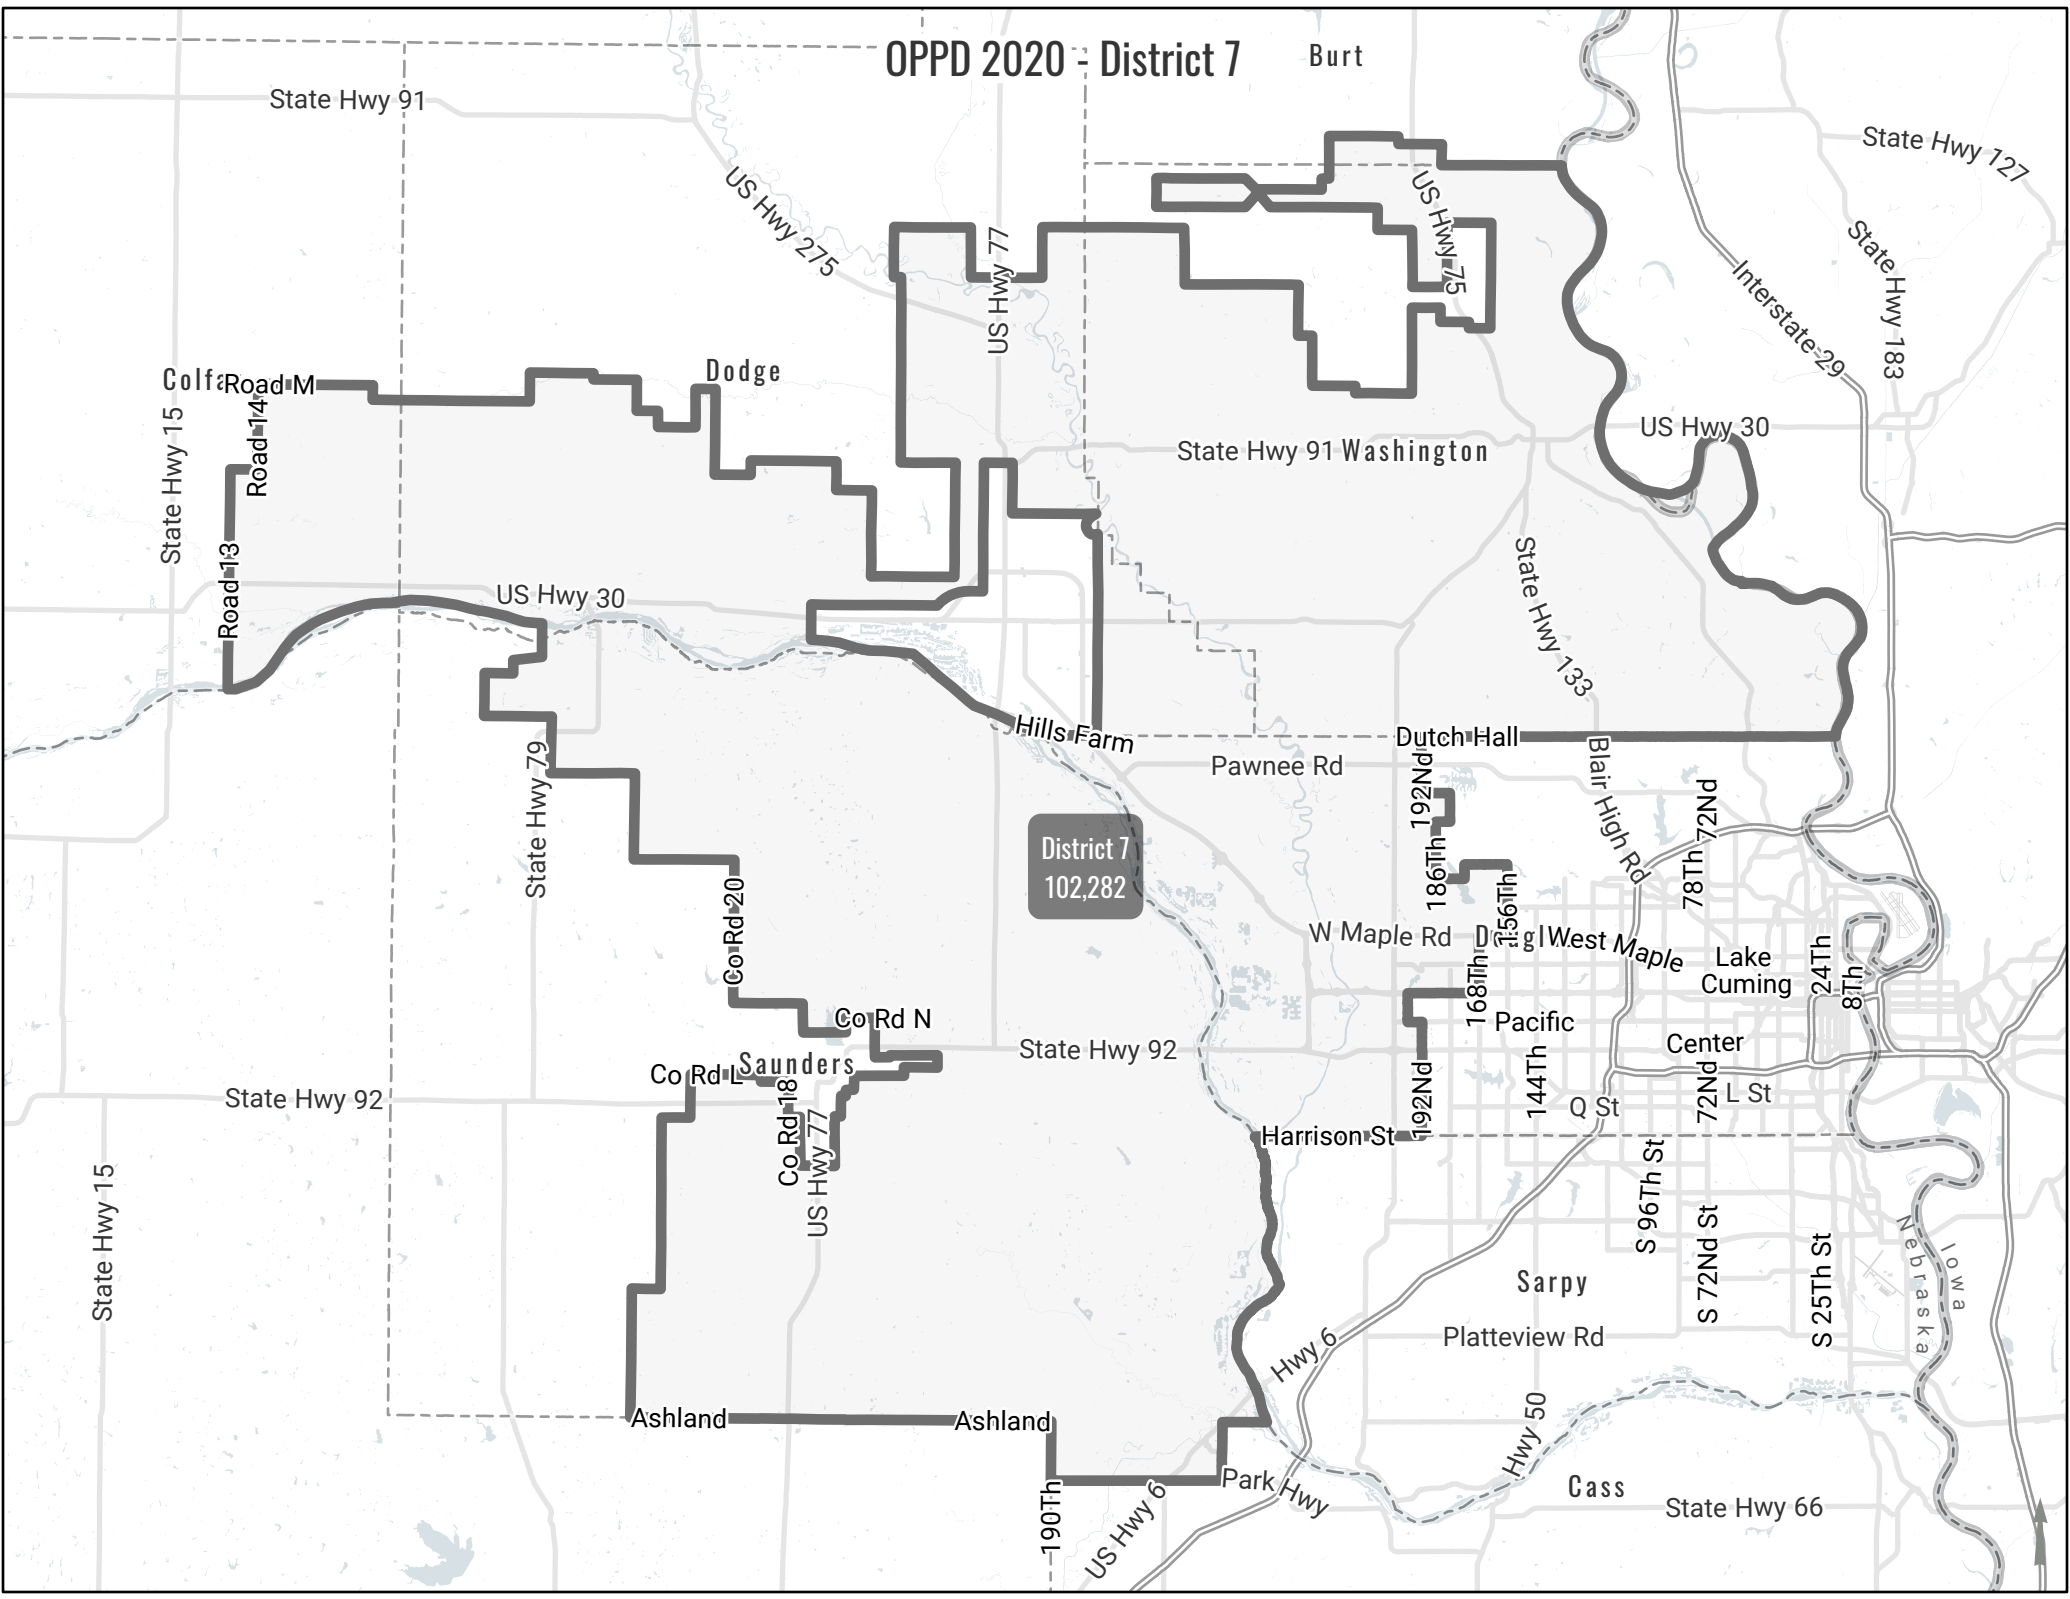 OPPD 2020 - District 7
Burt
State Hwy 91
State Hwy 127
US Hwy 275
US Hwy 77
US Hwy 75
State Hwy 183
Interstate 29
Dodge
Colfa
Road M
Road 14
State Hwy 15
US Hwy 30
State Hwy 91
Washington
Road 13
US Hwy 30
State Hwy 133
Hills Farm
Dutch Hall
Pawnee Rd
State Hwy 79
192Nd
Blair High Rd
72Nd
District 7
102,282
186Th
78Th
156Th
Co Rd 20
W Maple Rd
West Maple
Lake
Cuming
24Th
8Th
168Th
Co Rd N
Pacific
State Hwy 92
Center
Saunders
Co Rd L
Co Rd 18
State Hwy 92
192Nd
144Th
Q St
72Nd
L St
US Hwy 77
Harrison St
State Hwy 15
S 96Th St
S 72Nd St
S 25Th St
Nebraska
Iowa
Sarpy
Hwy 6
Platteview Rd
Ashland
Ashland
Hwy 50
190Th
US Hwy 6
Park Hwy
Cass
State Hwy 66